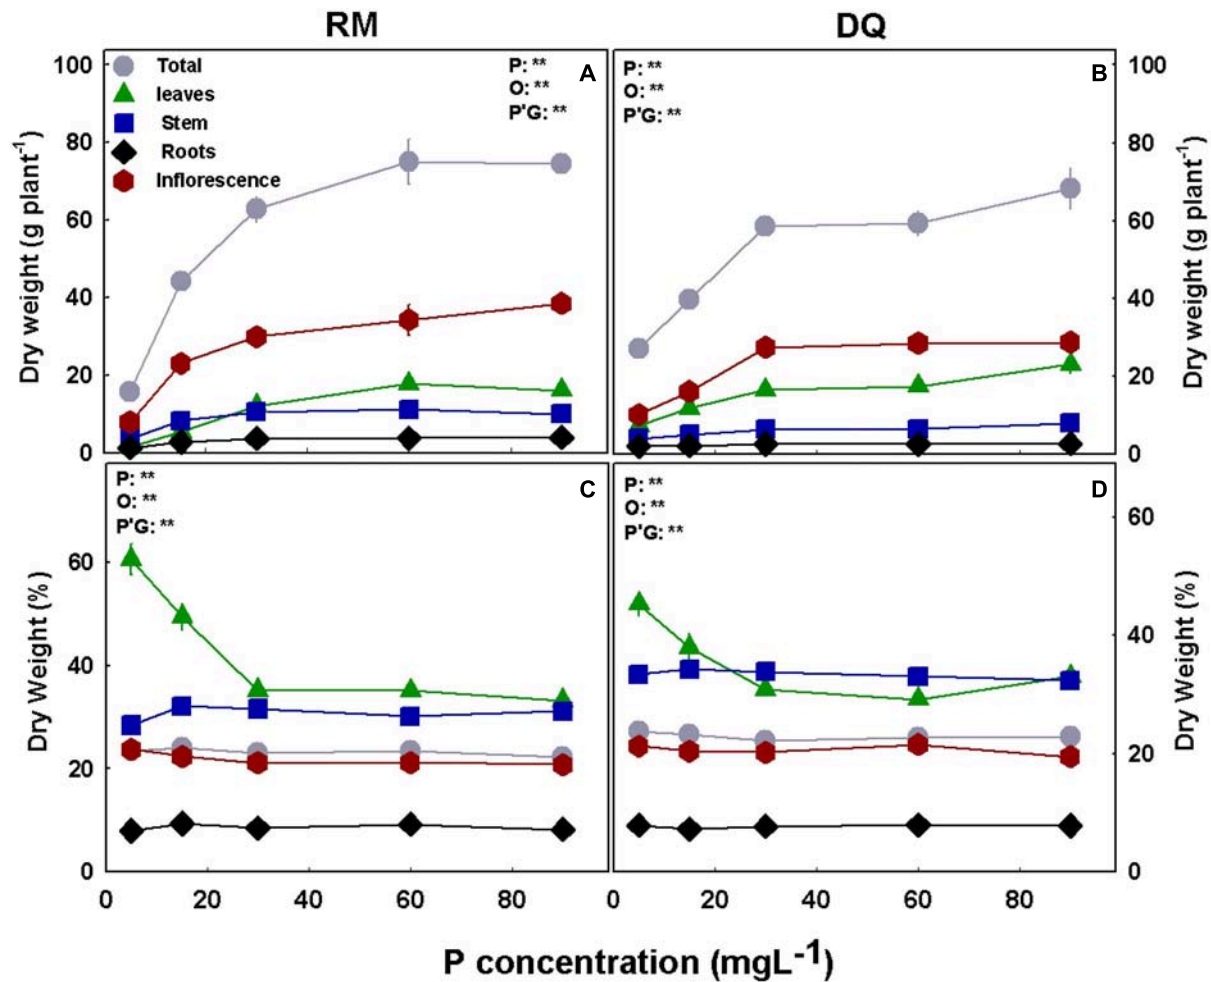 RM
DQ
100
80
60
40
20
0
Dry weight (g plant-1)
Total
leaves
Stem
Roots
Inflorescence
P: **
O: **
P'G: **
A
P: **
O: **
P'G: **
B
100
80
60
40
20
0
Dry weight (g plant-1)
P: **
O: **
P'G: **
C
60
40
20
0
Dry Weight (%)
P: **
O: **
P'G: **
D
60
40
20
0
Dry Weight (%)
0 20 40 60 80
0 20 40 60 80
P concentration (mgL-1)